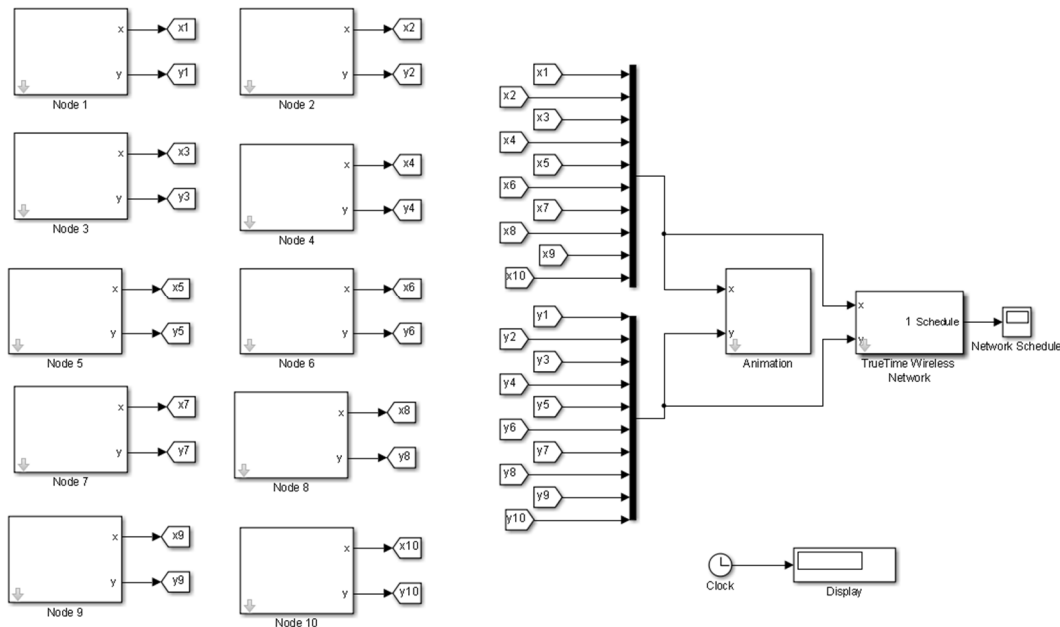 x
x1
y
y1
Node 1
x
x2
y
y2
Node 2
x
x3
y
y3
Node 3
x
x4
y
y4
Node 4
x
x5
y
y5
Node 5
x
x6
y
y6
Node 6
x
x7
y
y7
Node 7
x
x8
y
y8
Node 8
x
x9
y
y9
Node 9
x
x10
y
y10
Node 10
x1
x2
x3
x4
x5
x6
x7
x8
x9
x10
y1
y2
y3
y4
y5
y6
y7
y8
y9
y10
x
y
Animation
x
1 Schedule
y
TrueTime Wireless
Network
Network Schedule
Clock
Display